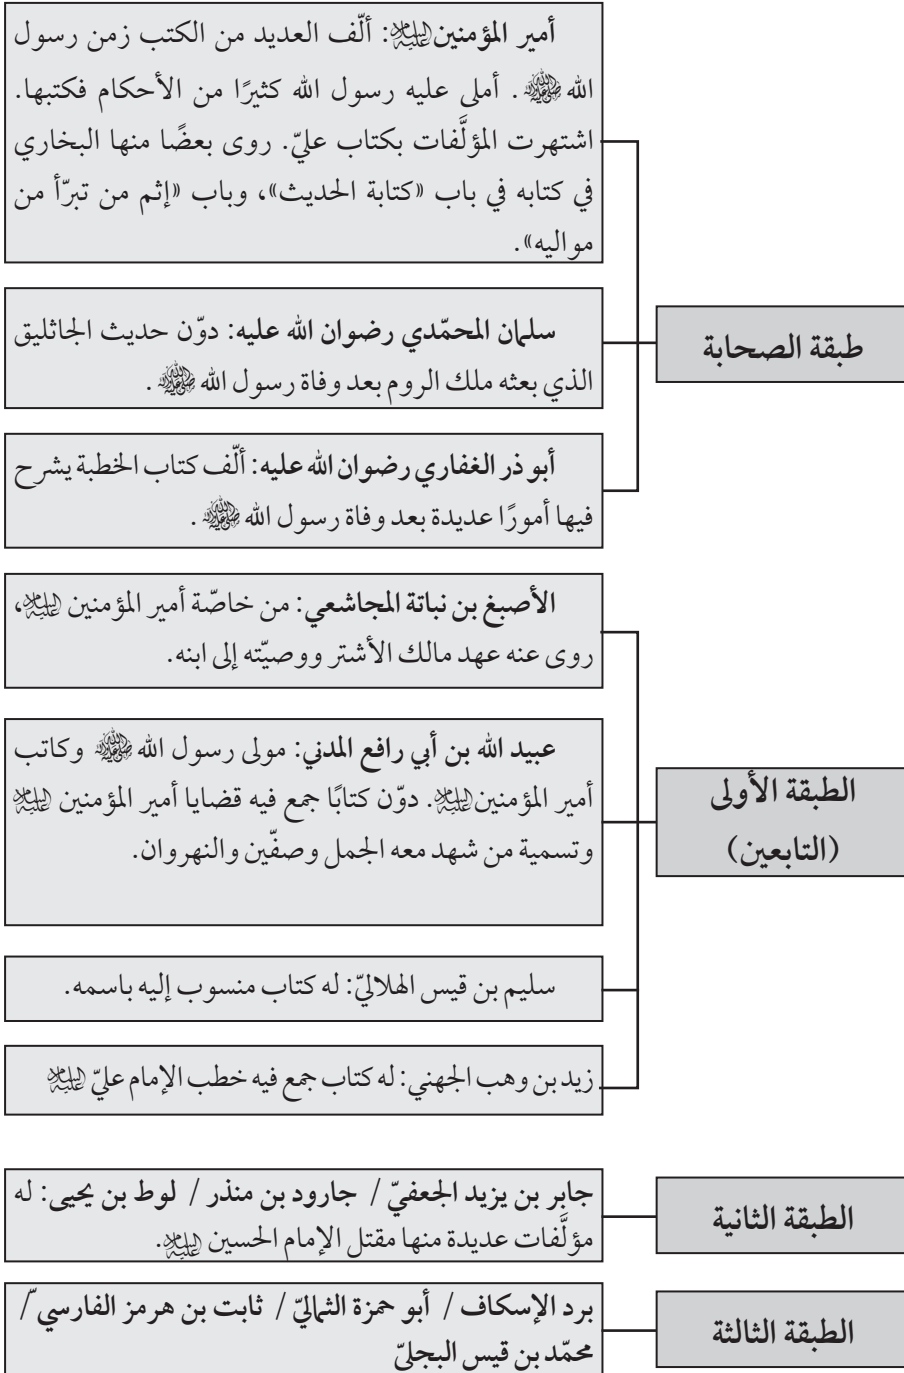 طبقة الصحابة
أمير المؤمنين عليه السلام: ألّف العديد من الكتب زمن رسول
الله ﷺ. أملى عليه رسول الله كثيرًا من الأحكام فكتبها.
اشتهرت المؤلَّفات بكتاب عليّ. روى بعضًا منها البخاري
في كتابه في باب «كتابة الحديث»، وباب «إثم من تبرّأ من
مواليه».
سلمان المحمّدي رضوان الله عليه: دوّن حديث الجاثليق
الذي بعثه ملك الروم بعد وفاة رسول الله ﷺ.
أبو ذر الغفاري رضوان الله عليه: ألّف كتاب الخطبة يشرح
فيها أمورًا عديدة بعد وفاة رسول الله ﷺ.
الطبقة الأولى
(التابعين)
الأصبغ بن نباتة المجاشعي: من خاصّة أمير المؤمنين عليه السلام،
روى عنه عهد مالك الأشتر ووصيّته إلى ابنه.
عبيد الله بن أبي رافع المدني: مولى رسول الله ﷺ وكاتب
أمير المؤمنين عليه السلام. دوّن كتابًا جمع فيه قضايا أمير المؤمنين عليه السلام
وتسمية من شهد معه الجمل وصفّين والنهروان.
سليم بن قيس الهلاليّ: له كتاب منسوب إليه باسمه.
زيد بن وهب الجهني: له كتاب جمع فيه خطب الإمام عليّ عليه السلام
الطبقة الثانية
جابر بن يزيد الجعفيّ / جارود بن منذر / لوط بن يحيى: له
مؤلَّفات عديدة منها مقتل الإمام الحسين عليه السلام.
الطبقة الثالثة
برد الإسكاف / أبو حمزة الثماليّ / ثابت بن هرمز الفارسيّ /
محمّد بن قيس البجليّ